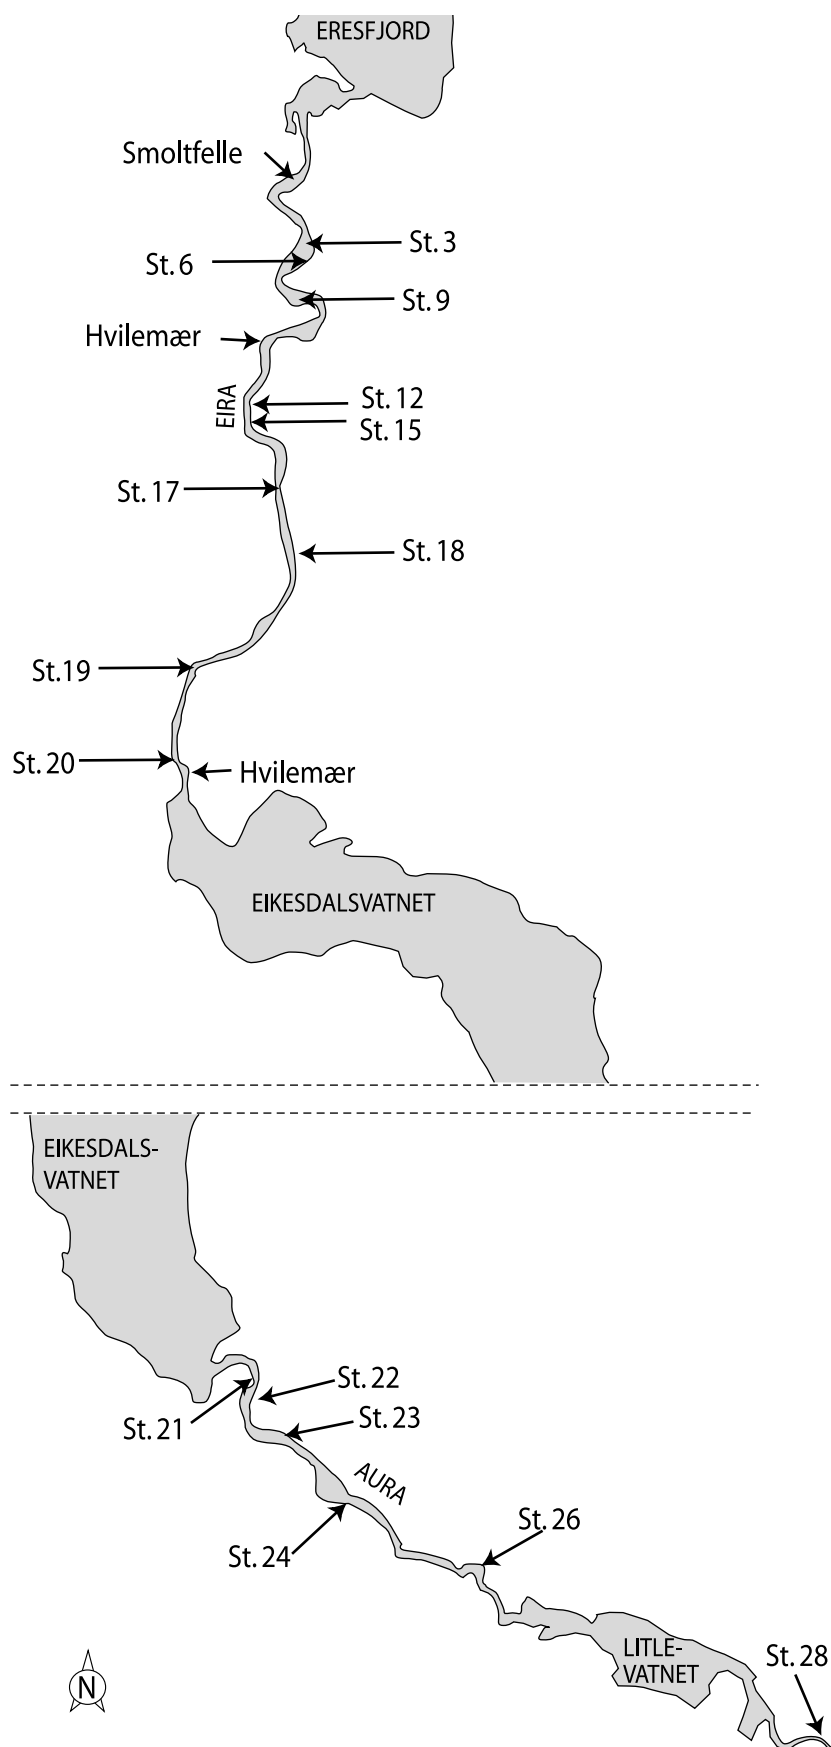 ERESFJORD
Smoltfelle
St. 3
St. 6
St. 9
Hvilemær
EIRA
St. 12
St. 15
St. 17
St. 18
St.19
St. 20
Hvilemær
EIKESDALSVATNET
EIKESDALS-
VATNET
St. 22
St. 21
St. 23
AURA
St. 26
St. 24
LITLE-
VATNET
St. 28
N